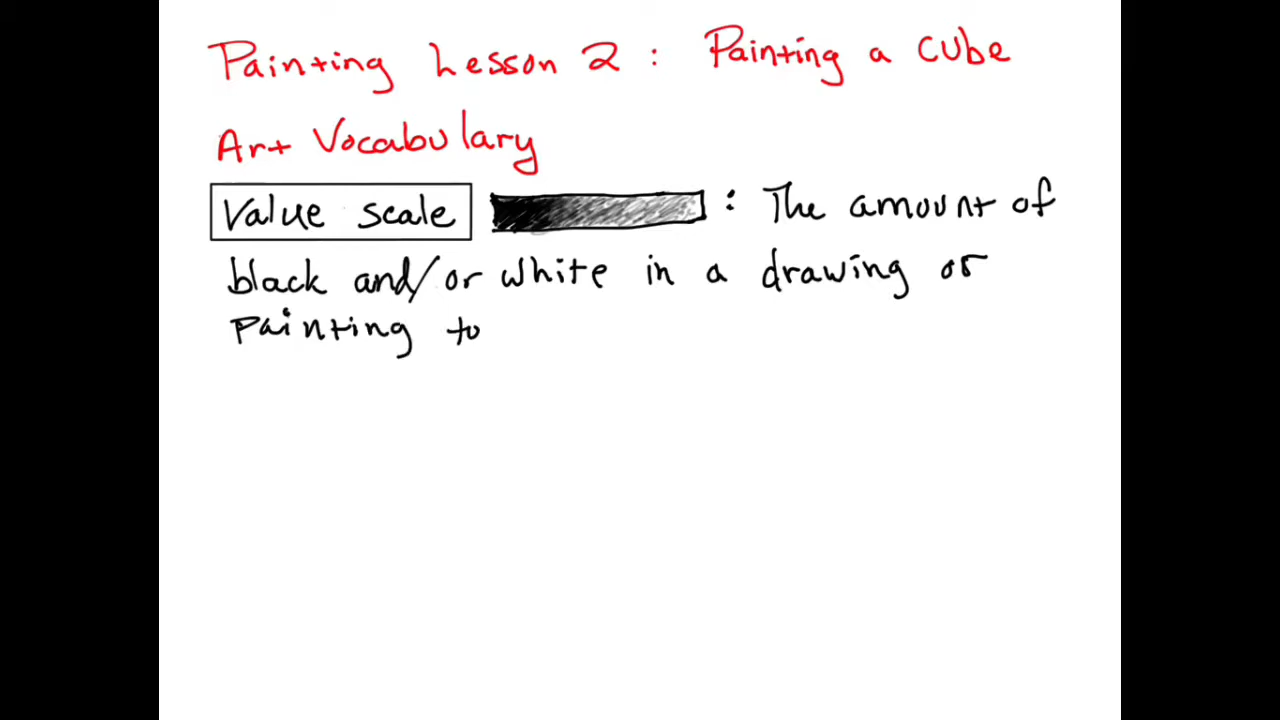 Painting Lesson 2 : Painting a Cube
Art Vocabulary
Value scale : The amount of
black and/or white in a drawing or
Painting to